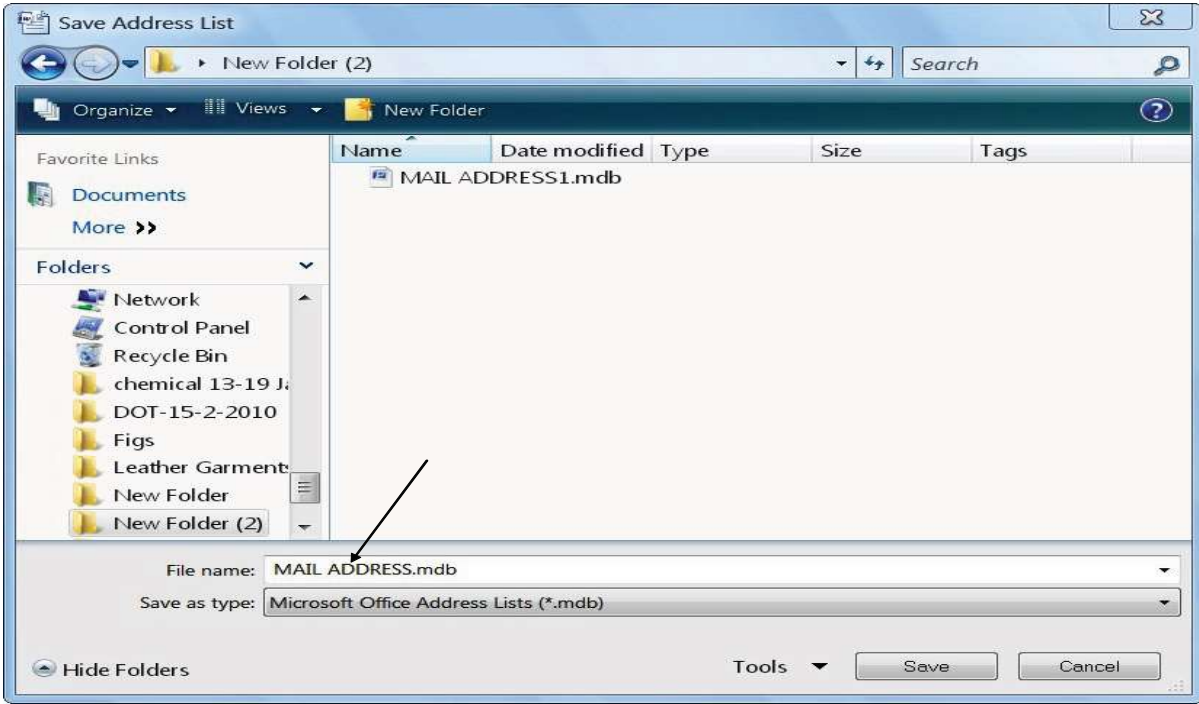 Save Address List
New Folder (2)
Search
Organize Views New Folder
Favorite Links
Documents
More
Folders
Network
Control Panel
Recycle Bin
chemical 13-19 Ja
DOT-15-2-2010
Figs
Leather Garments
New Folder
New Folder (2)
Name Date modified Type Size Tags
MAIL ADDRESS1.mdb
File name: MAIL ADDRESS.mdb
Save as type: Microsoft Office Address Lists (*.mdb)
Hide Folders Tools Save Cancel